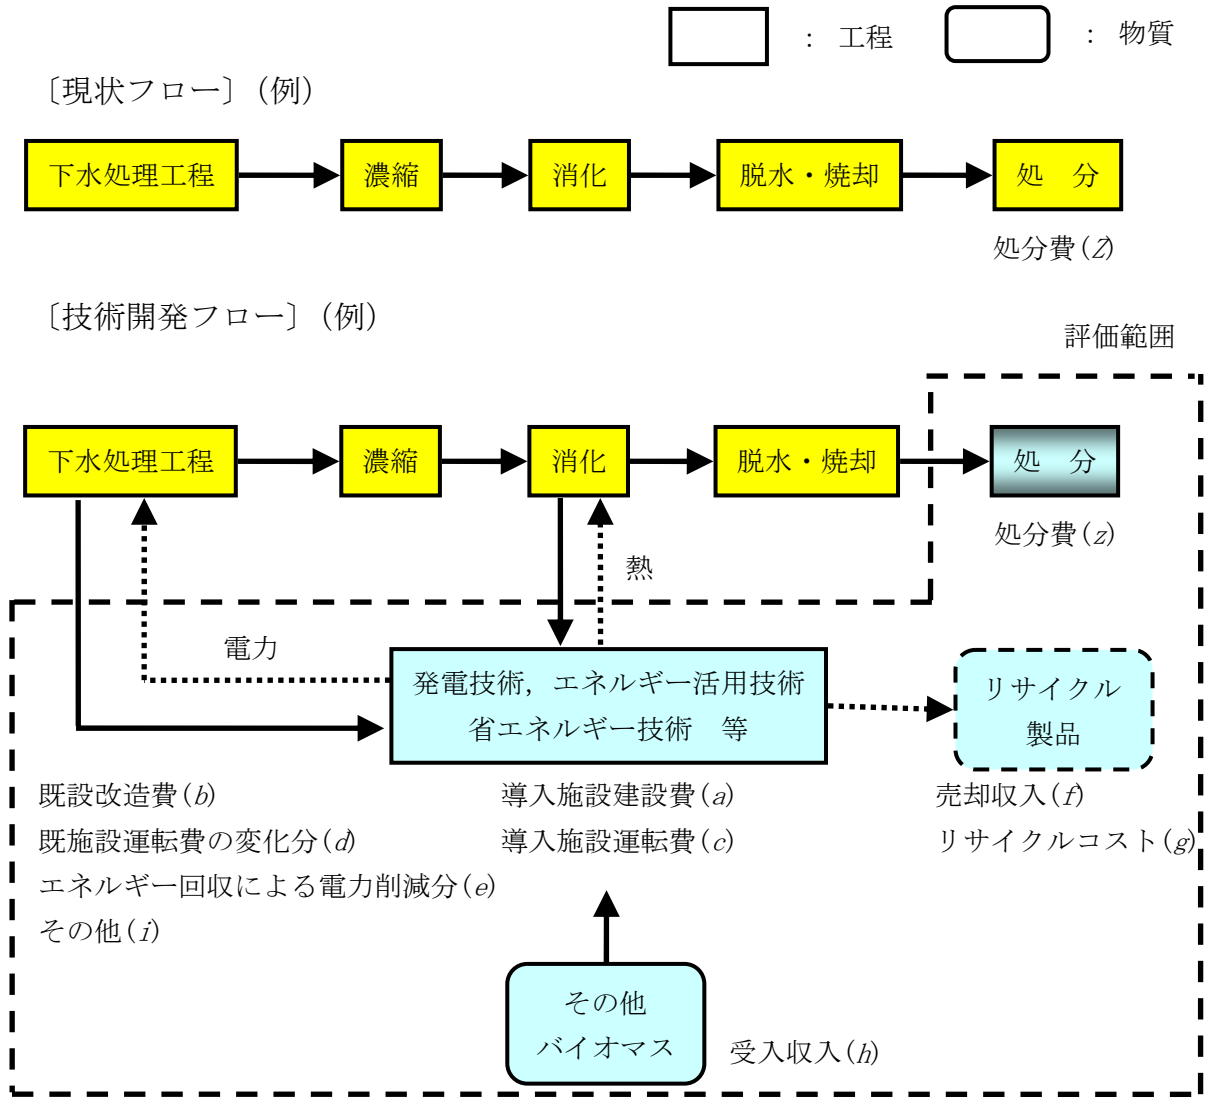 ： 工程
： 物質
〔現状フロー〕(例)
下水処理工程
濃縮
消化
脱水・焼却
処　分
処分費(Z)
〔技術開発フロー〕(例)
評価範囲
下水処理工程
濃縮
消化
脱水・焼却
処　分
処分費(z)
熱
電力
発電技術，エネルギー活用技術
省エネルギー技術　等
リサイクル
製品
既設改造費(b)
導入施設建設費(a)
売却収入(f)
既施設運転費の変化分(d)
導入施設運転費(c)
リサイクルコスト(g)
エネルギー回収による電力削減分(e)
その他(i)
その他
バイオマス
受入収入(h)